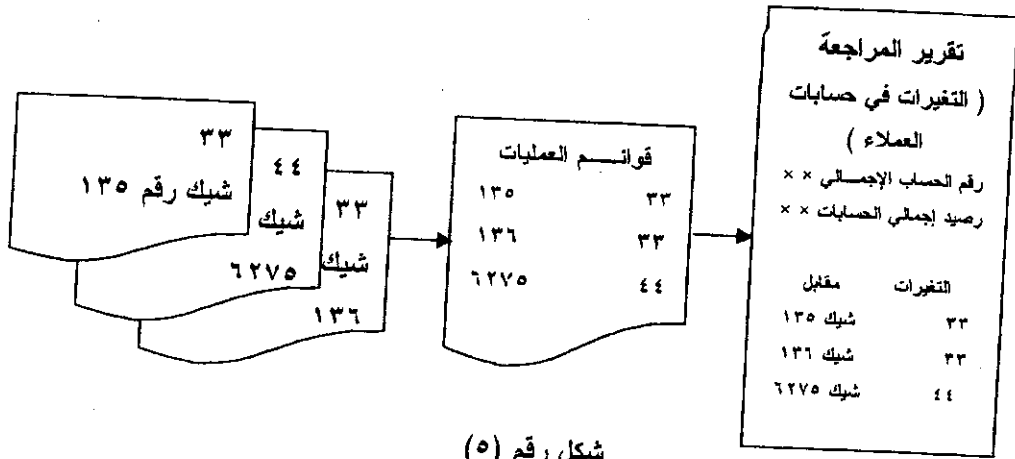 ٣٣
شيك رقم ١٣٥
٤٤
شيك
٦٢٧٥
٣٣
شيك
١٣٦
قوائـــم العمليات
٣٣ ١٣٥
٣٣ ١٣٦
٤٤ ٦٢٧٥
تقرير المراجعة
( التغيرات في حسابات
العملاء )
رقم الحساب الإجمـــالي × ×
رصيد إجمالي الحسابات × ×
التغيرات مقابل
٣٣ شيك ١٣٥
٣٣ شيك ١٣٦
٤٤ شيك ٦٢٧٥
شكل رقم (٥)